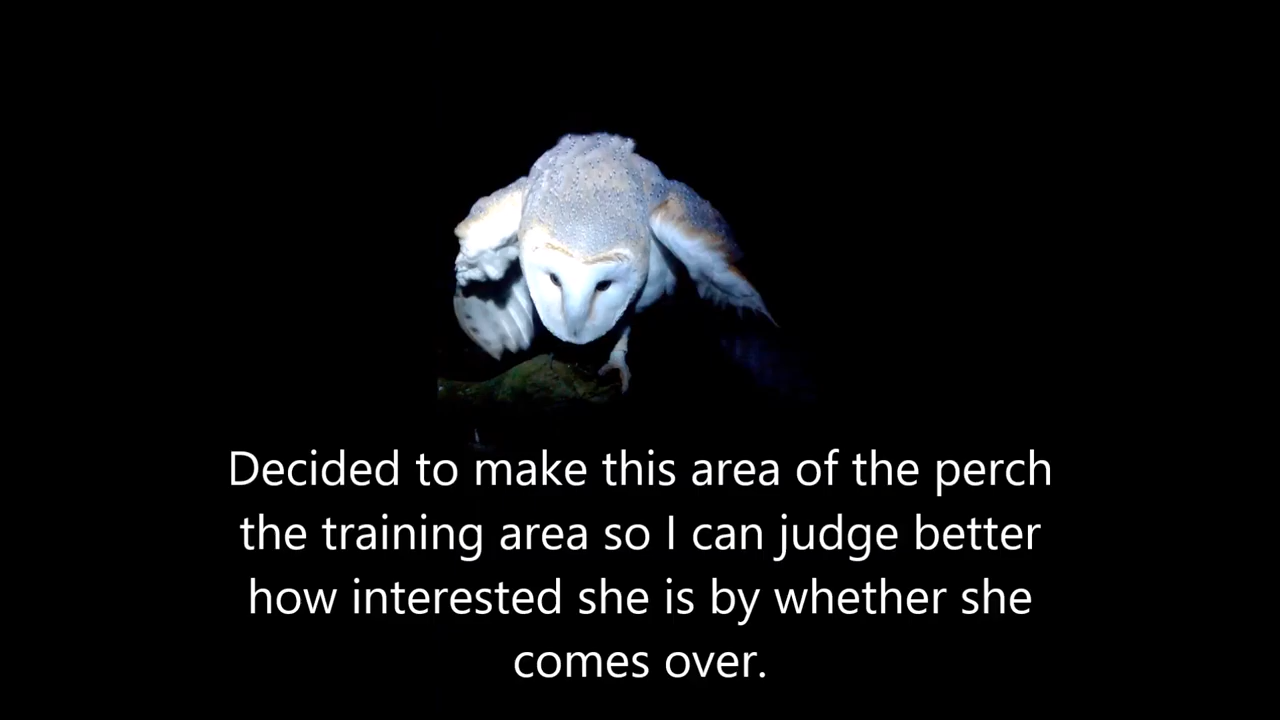 Decided to make this area of the perch
the training area so I can judge better
how interested she is by whether she
comes over.